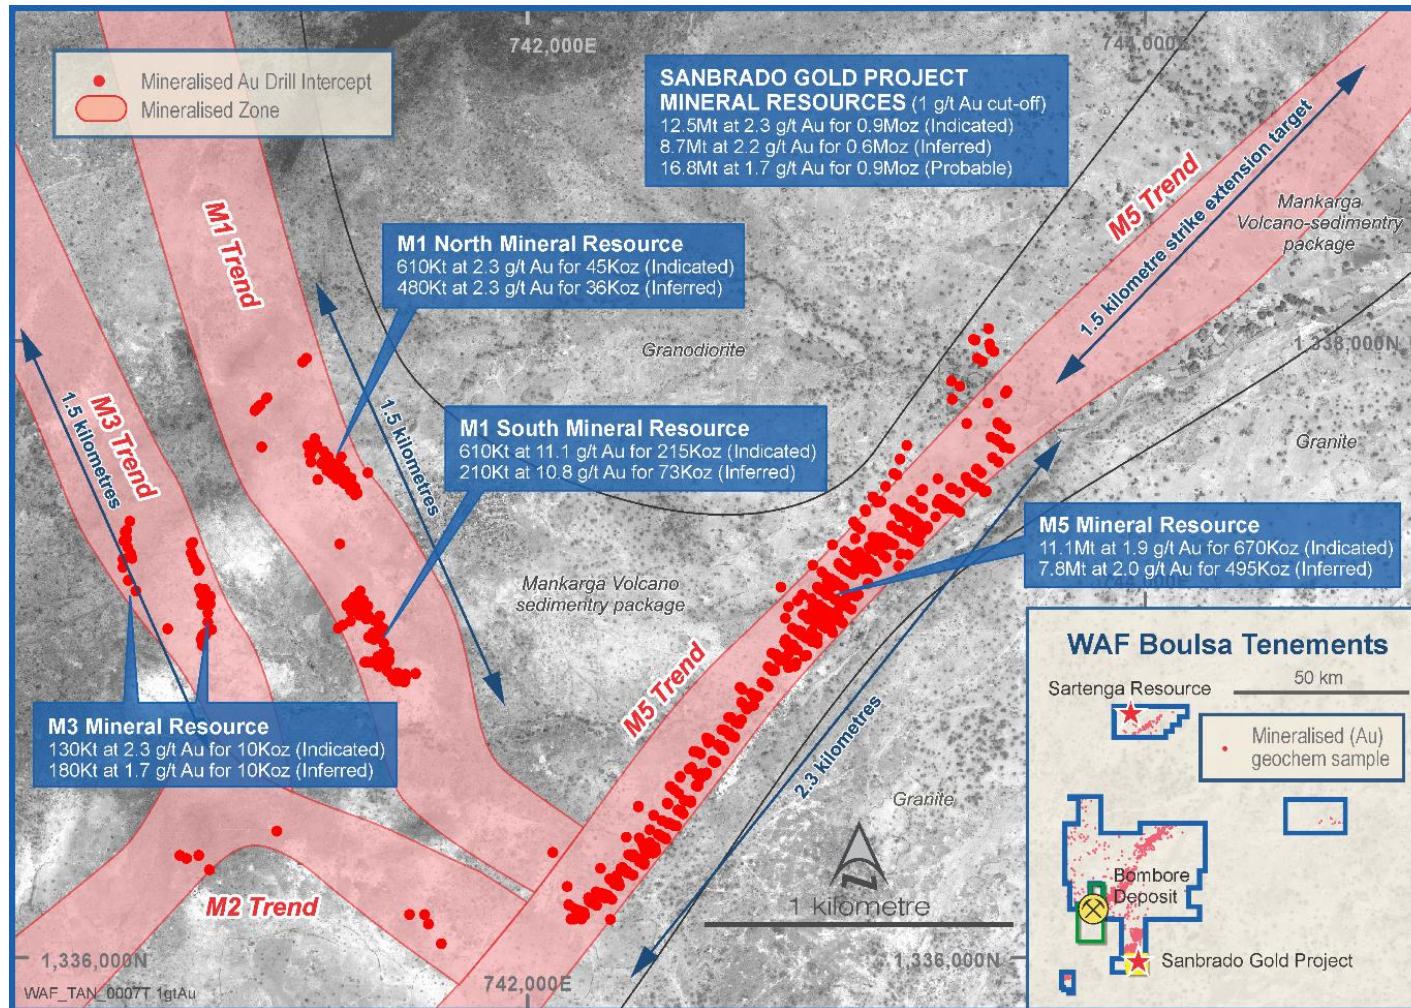 742,000E
744,000E
Mineralised Au Drill Intercept
Mineralised Zone
SANBRADO GOLD PROJECT
MINERAL RESOURCES (1 g/t Au cut-off)
12.5Mt at 2.3 g/t Au for 0.9Moz (Indicated)
8.7Mt at 2.2 g/t Au for 0.6Moz (Inferred)
16.8Mt at 1.7 g/t Au for 0.9Moz (Probable)
M5 Trend
1.5 kilometre strike extension target
Mankarga
Volcano-sedimentry
package
M1 Trend
M1 North Mineral Resource
610Kt at 2.3 g/t Au for 45Koz (Indicated)
480Kt at 2.3 g/t Au for 36Koz (Inferred)
Granodiorite
1,338,000N
M3 Trend
1.5 kilometres
1.5 kilometres
M1 South Mineral Resource
610Kt at 11.1 g/t Au for 215Koz (Indicated)
210Kt at 10.8 g/t Au for 73Koz (Inferred)
Granite
M5 Mineral Resource
11.1Mt at 1.9 g/t Au for 670Koz (Indicated)
7.8Mt at 2.0 g/t Au for 495Koz (Inferred)
Mankarga Volcano
sedimentry package
M5 Trend
2.3 kilometres
M3 Mineral Resource
130Kt at 2.3 g/t Au for 10Koz (Indicated)
180Kt at 1.7 g/t Au for 10Koz (Inferred)
Granite
M2 Trend
1 kilometre
1,336,000N
742,000E
1,336,000N
WAF_TAN_0007T 1gtAu
WAF Boulsa Tenements
Sartenga Resource
50 km
Mineralised (Au)
geochem sample
Bombore
Deposit
Sanbrado Gold Project